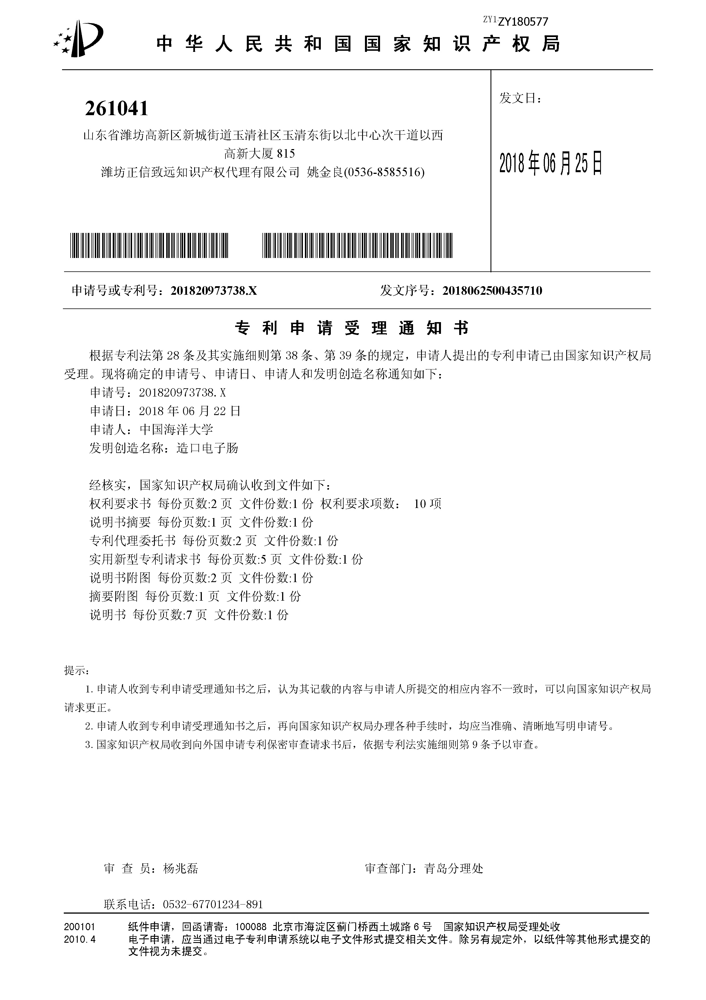 ZY1 ZY180577
中华人民共和国国家知识产权局
261041
发文日：
山东省潍坊高新区新城街道玉清社区玉清东街以北中心次干道以西
高新大厦 815
潍坊正信致远知识产权代理有限公司 姚金良(0536-8585516)
2018 年 06 月 25 日
申请号或专利号：201820973738.X 发文序号：2018062500435710
专利申请受理通知书
根据专利法第 28 条及其实施细则第 38 条、第 39 条的规定，申请人提出的专利申请已由国家知识产权局
受理。现将确定的申请号、申请日、申请人和发明创造名称通知如下：
申请号：201820973738.X
申请日：2018 年 06 月 22 日
申请人：中国海洋大学
发明创造名称：造口电子肠
经核实，国家知识产权局确认收到文件如下：
权利要求书 每份页数:2 页 文件份数:1 份 权利要求项数： 10 项
说明书摘要 每份页数:1 页 文件份数:1 份
专利代理委托书 每份页数:2 页 文件份数:1 份
实用新型专利请求书 每份页数:5 页 文件份数:1 份
说明书附图 每份页数:2 页 文件份数:1 份
摘要附图 每份页数:1 页 文件份数:1 份
说明书 每份页数:7 页 文件份数:1 份
提示：
1. 申请人收到专利申请受理通知书之后，认为其记载的内容与申请人所提交的相应内容不一致时，可以向国家知识产权局
请求更正。
2. 申请人收到专利申请受理通知书之后，再向国家知识产权局办理各种手续时，均应当准确、清晰地写明申请号。
3. 国家知识产权局收到向外国申请专利保密审查请求书后，依据专利法实施细则第 9 条予以审查。
审 查 员：杨兆磊 审查部门：青岛分理处
联系电话：0532-67701234-891
200101 纸件申请，回函请寄：100088 北京市海淀区蓟门桥西土城路 6 号 国家知识产权局受理处收
2010.4 电子申请，应当通过电子专利申请系统以电子文件形式提交相关文件。除另有规定外，以纸件等其他形式提交的
文件视为未提交。